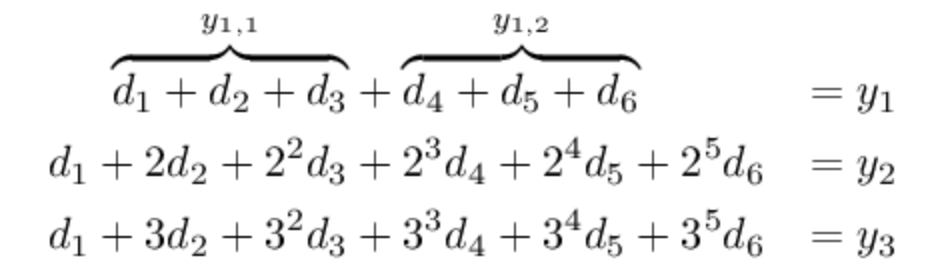 y_{1,1} y_{1,2}
d_1 + d_2 + d_3 + d_4 + d_5 + d_6 = y_1
d_1 + 2d_2 + 2^2d_3 + 2^3d_4 + 2^4d_5 + 2^5d_6 = y_2
d_1 + 3d_2 + 3^2d_3 + 3^3d_4 + 3^4d_5 + 3^5d_6 = y_3